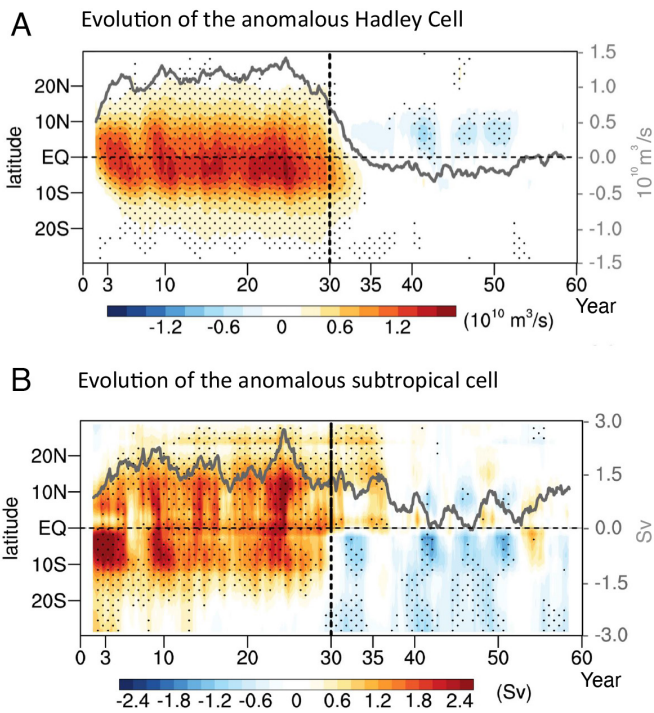 A Evolution of the anomalous Hadley Cell
1.5
20N 1.0
10N 0.5
latitude EQ 0.0 10¹⁰ m³/s
10S -0.5
20S -1.0
-1.5
0 3 10 20 30 35 40 50 60
Year
-1.2 -0.6 0 0.6 1.2 (10¹⁰ m³/s)
B Evolution of the anomalous subtropical cell
3.0
20N
1.5
10N
latitude EQ 0.0 Sv
10S
-1.5
20S
-3.0
0 3 10 20 30 35 40 50 60
Year
-2.4 -1.8 -1.2 -0.6 0 0.6 1.2 1.8 2.4 (Sv)